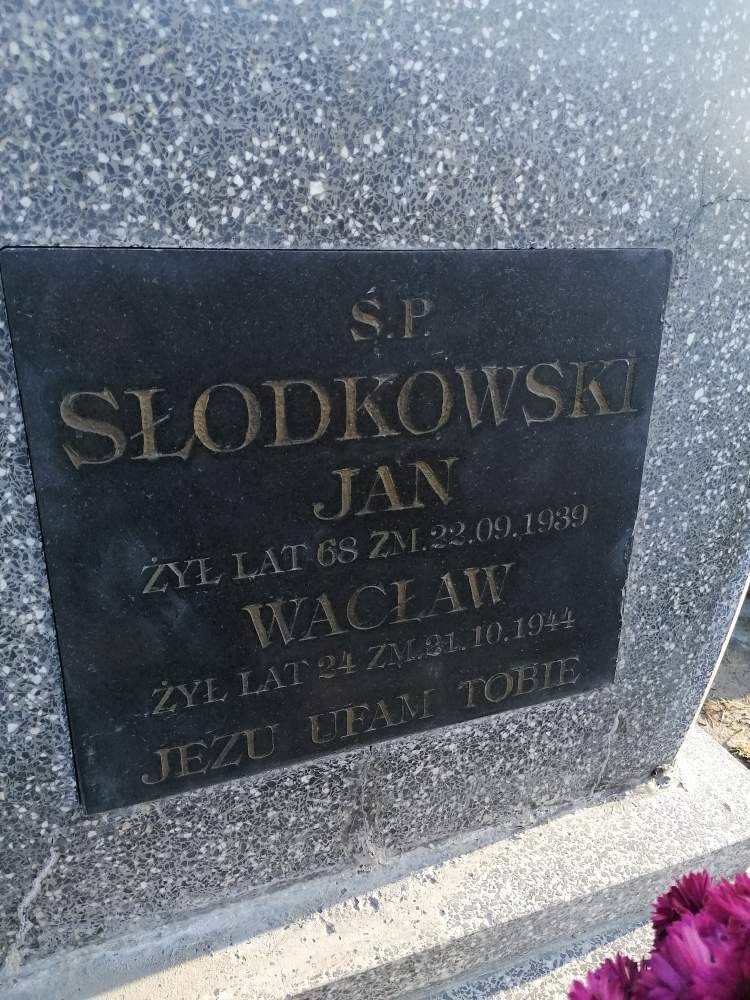 Ś.P
SŁODKOWSKI
JAN
ŻYŁ LAT 68 ZM.22.09.1939
WACŁAW
ŻYŁ LAT 24 ZM.21.10.1944
JEZU UFAM TOBIE